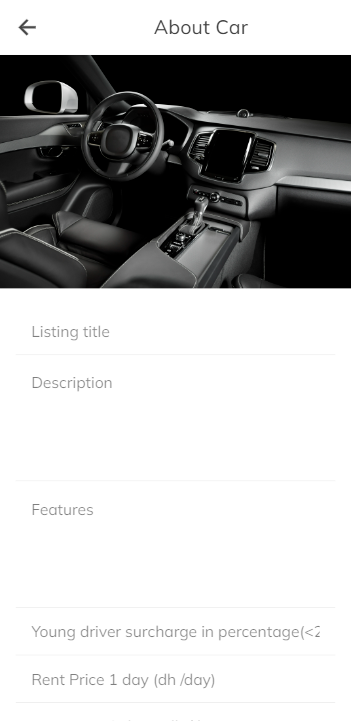 About Car
Listing title
Description
Features
Young driver surcharge in percentage(<2
Rent Price 1 day (dh /day)